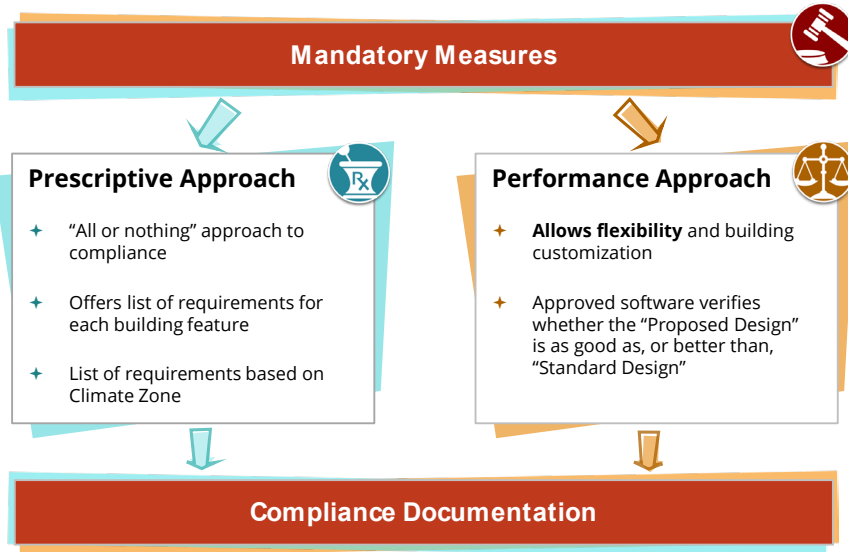 Mandatory Measures
Prescriptive Approach
Rx
“All or nothing” approach to
compliance
Offers list of requirements for
each building feature
List of requirements based on
Climate Zone
Performance Approach
Allows flexibility and building
customization
Approved software verifies
whether the “Proposed Design”
is as good as, or better than,
“Standard Design”
Compliance Documentation